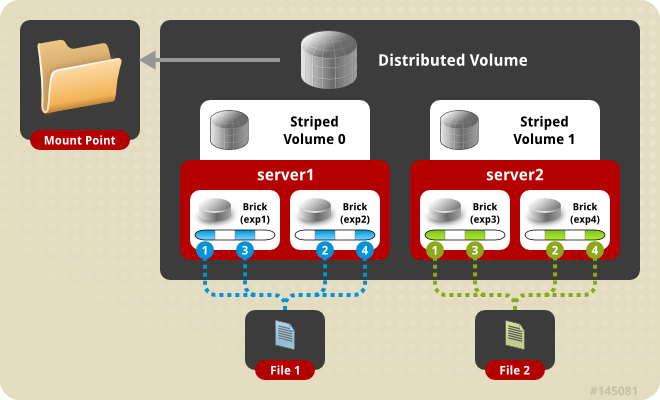 Distributed Volume
Mount Point
Striped
Volume 0
Striped
Volume 1
server1
server2
Brick
(exp1)
Brick
(exp2)
Brick
(exp3)
Brick
(exp4)
1
3
2
4
1
3
2
4
File 1
File 2
#145081